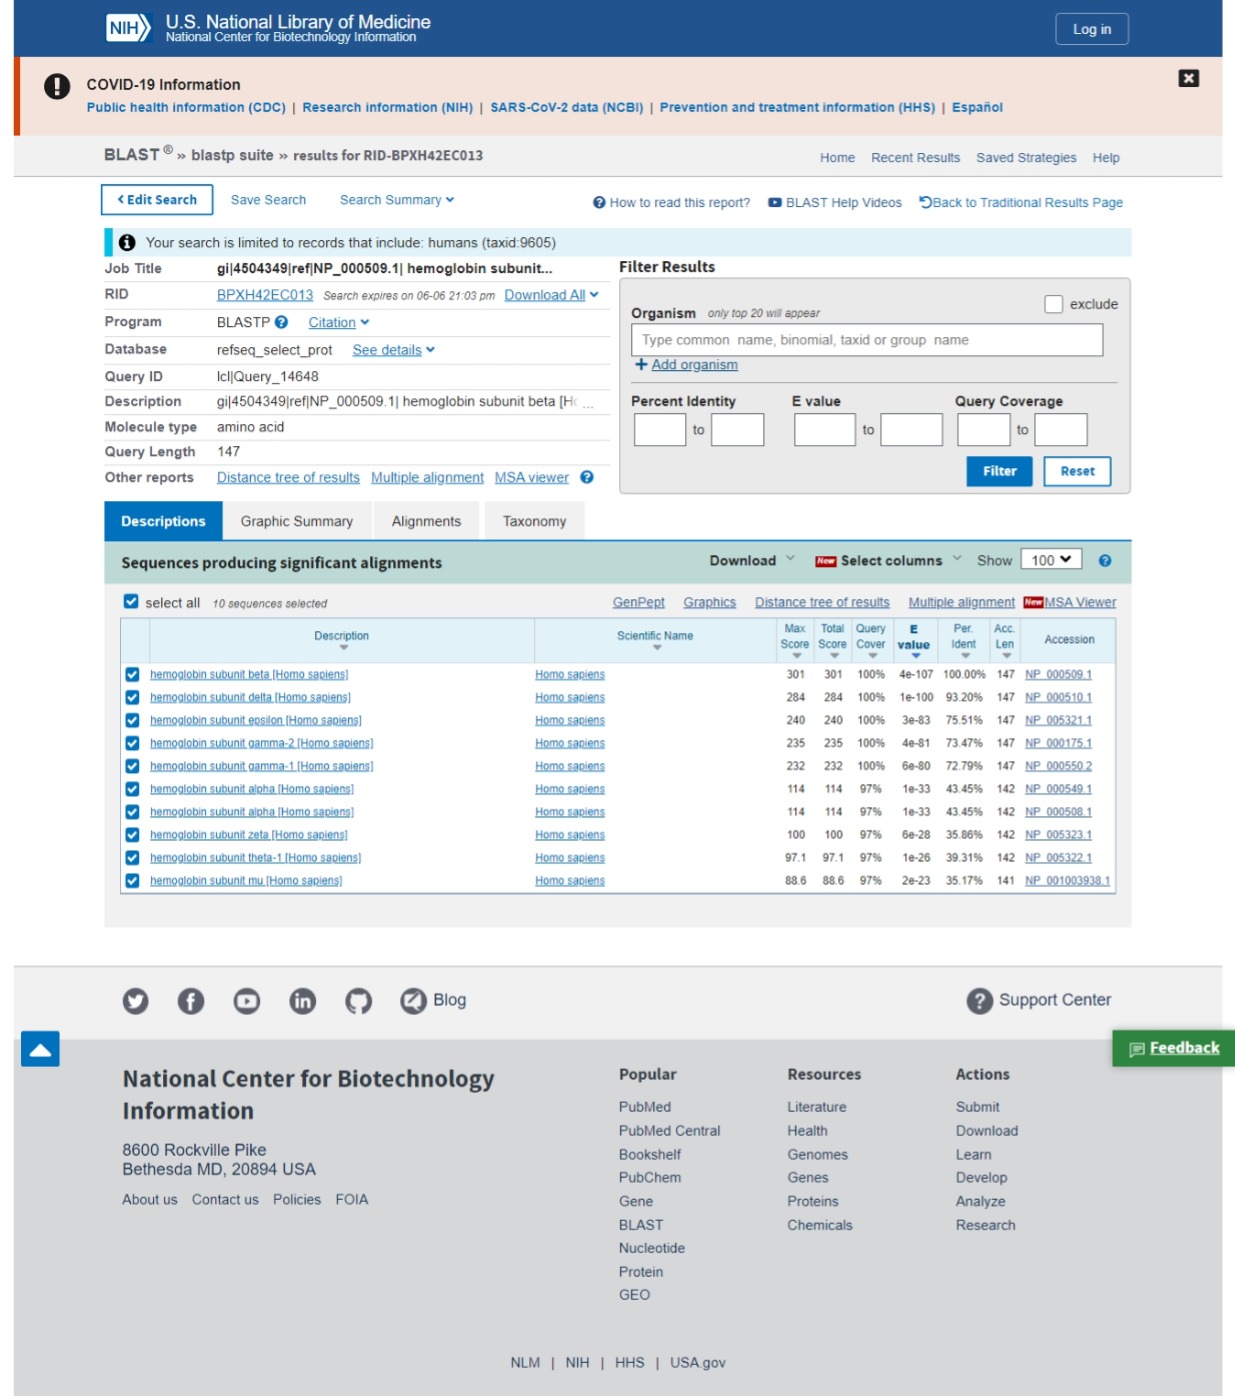 NIH U.S. National Library of Medicine
National Center for Biotechnology Information
Log in
COVID-19 Information
Public health information (CDC) | Research information (NIH) | SARS-CoV-2 data (NCBI) | Prevention and treatment information (HHS) | Español
BLAST ® » blastp suite » results for RID-BPXH42EC013
Home Recent Results Saved Strategies Help
Edit Search Save Search Search Summary
How to read this report? BLAST Help Videos Back to Traditional Results Page
Your search is limited to records that include: humans (taxid:9605)
Job Title gi|4504349|ref|NP_000509.1| hemoglobin subunit...
RID BPXH42EC013 Search expires on 06-06 21:03 pm Download All
Program BLASTP Citation
Database refseq_select_prot See details
Query ID lcl|Query_14648
Description gi|4504349|ref|NP_000509.1| hemoglobin subunit beta [Hc ...
Molecule type amino acid
Query Length 147
Other reports Distance tree of results Multiple alignment MSA viewer
Filter Results
Organism only top 20 will appear exclude
Type common name, binomial, taxid or group name
+ Add organism
Percent Identity E value Query Coverage
to to to
Filter Reset
Descriptions Graphic Summary Alignments Taxonomy
Sequences producing significant alignments Download New Select columns Show 100
select all 10 sequences selected GenPept Graphics Distance tree of results Multiple alignment New MSA Viewer
Description Scientific Name Max Score Total Score Query Cover E value Per. Ident Acc. Len Accession
hemoglobin subunit beta [Homo sapiens] Homo sapiens 301 301 100% 4e-107 100.00% 147 NP_000509.1
hemoglobin subunit delta [Homo sapiens] Homo sapiens 284 284 100% 1e-100 93.20% 147 NP_000510.1
hemoglobin subunit epsilon [Homo sapiens] Homo sapiens 240 240 100% 3e-83 75.51% 147 NP_005321.1
hemoglobin subunit gamma-2 [Homo sapiens] Homo sapiens 235 235 100% 4e-81 73.47% 147 NP_000175.1
hemoglobin subunit gamma-1 [Homo sapiens] Homo sapiens 232 232 100% 6e-80 72.79% 147 NP_000550.2
hemoglobin subunit alpha [Homo sapiens] Homo sapiens 114 114 97% 1e-33 43.45% 142 NP_000549.1
hemoglobin subunit alpha [Homo sapiens] Homo sapiens 114 114 97% 1e-33 43.45% 142 NP_000508.1
hemoglobin subunit zeta [Homo sapiens] Homo sapiens 100 100 97% 6e-28 35.86% 142 NP_005323.1
hemoglobin subunit theta-1 [Homo sapiens] Homo sapiens 97.1 97.1 97% 1e-26 39.31% 142 NP_005322.1
hemoglobin subunit mu [Homo sapiens] Homo sapiens 88.6 88.6 97% 2e-23 35.17% 141 NP_001003938.1
Blog
Support Center
Feedback
National Center for Biotechnology
Information
8600 Rockville Pike
Bethesda MD, 20894 USA
About us Contact us Policies FOIA
Popular
PubMed
PubMed Central
Bookshelf
PubChem
Gene
BLAST
Nucleotide
Protein
GEO
Resources
Literature
Health
Genomes
Genes
Proteins
Chemicals
Actions
Submit
Download
Learn
Develop
Analyze
Research
NLM | NIH | HHS | USA.gov